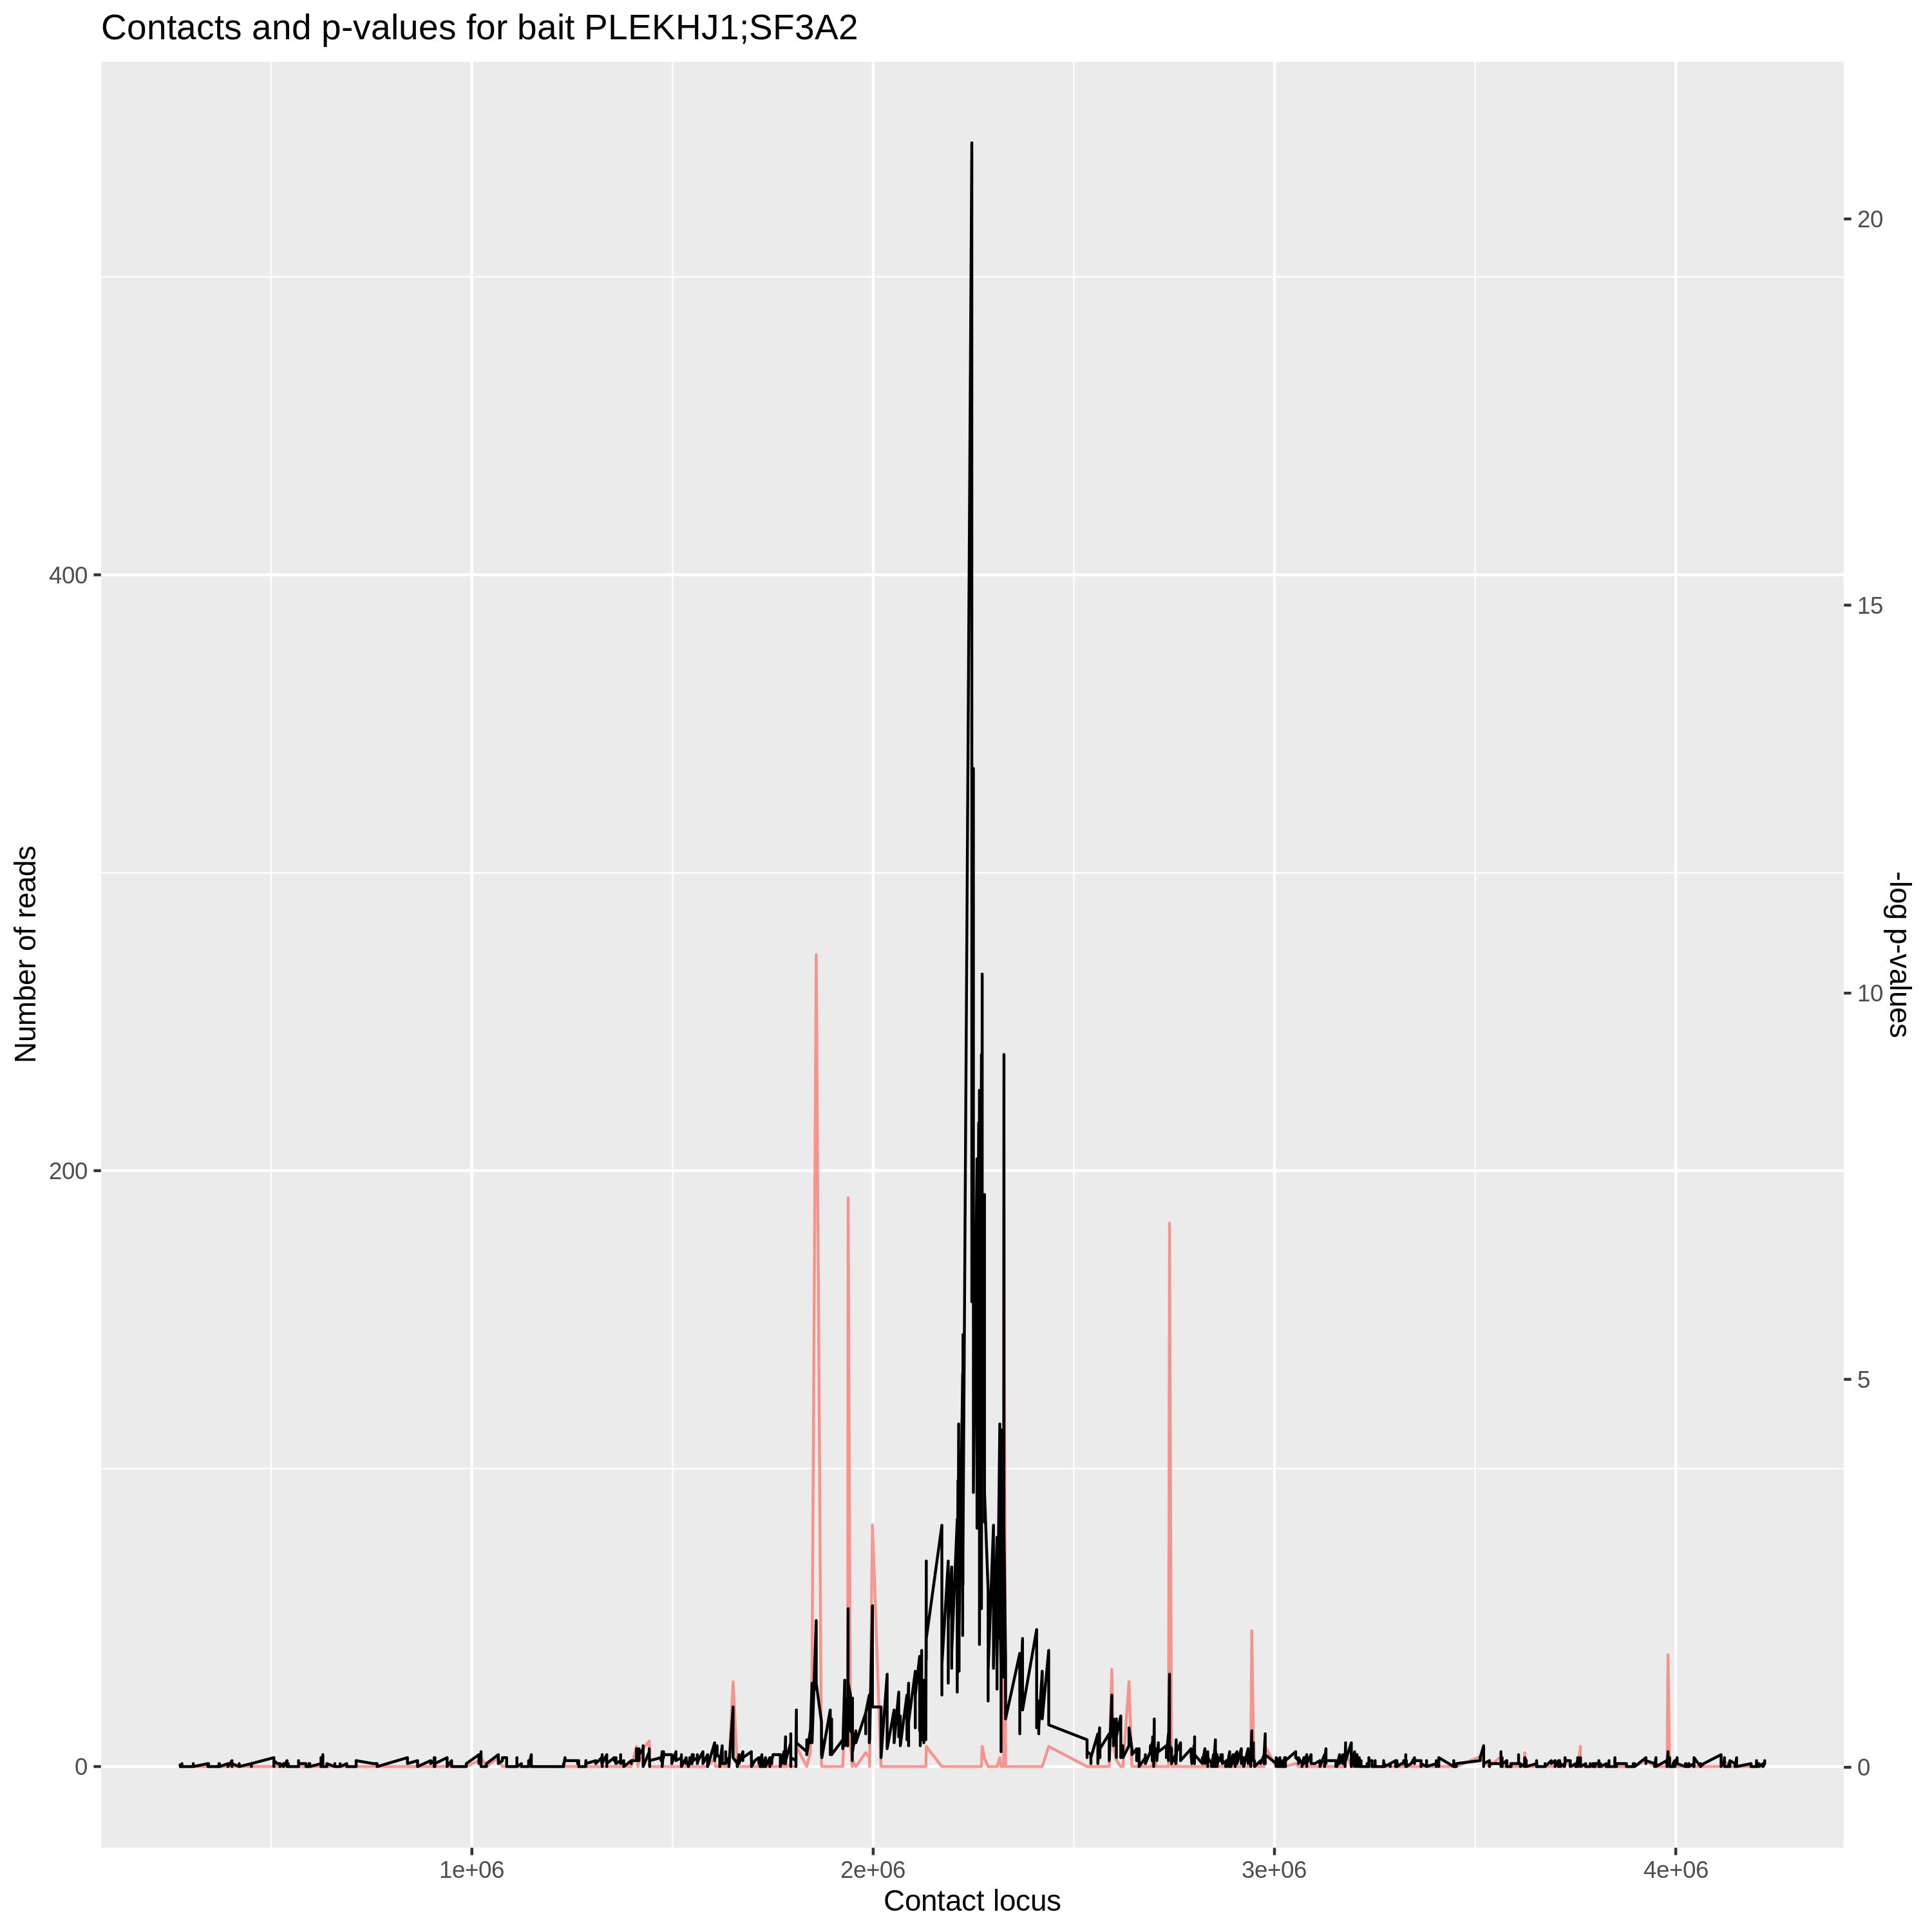 Contacts and p-values for bait PLEKHJ1;SF3A2
Number of reads
400
200
0
20
15
10
5
0
-log p-values
1e+06
2e+06
3e+06
4e+06
Contact locus